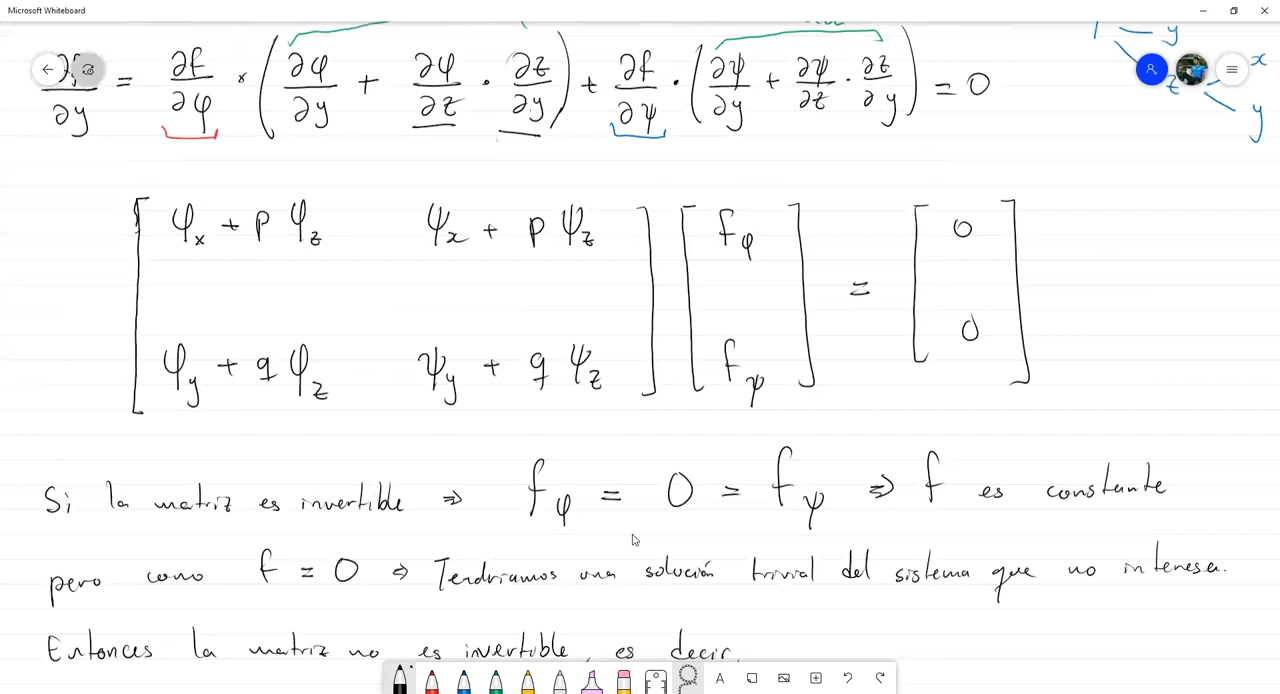 Microsoft Whiteboard
y
x
z
y
∂y = ∂f/∂φ × (∂φ/∂y + ∂φ/∂z · ∂z/∂y) + ∂f/∂ψ · (∂ψ/∂y + ∂ψ/∂z · ∂z/∂y) = 0
[ φx + p φz ψx + p ψz ] [ fφ ] = [ 0 ]
[ φy + q φz ψy + q ψz ] [ fψ ] [ 0 ]
Si la matriz es invertible ⇒ fφ = 0 = fψ ⇒ f es constante
pero como f = 0 ⇒ Tendriamos una solución trivial del sistema que no interesa.
Entonces la matriz no es invertible, es decir,
A